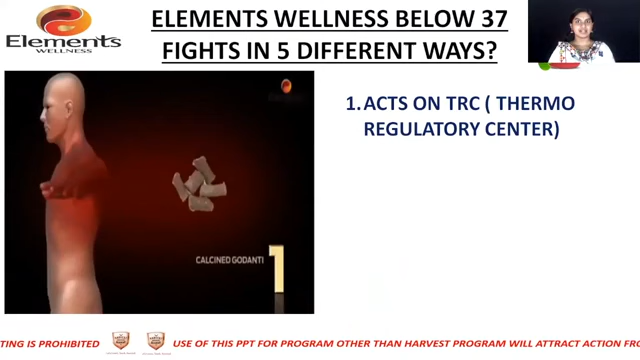 Elements
WELLNESS
ELEMENTS WELLNESS BELOW 37
FIGHTS IN 5 DIFFERENT WAYS?
1. ACTS ON TRC ( THERMO
REGULATORY CENTER)
CALCINED GODANTI
1
TING IS PROHIBITED
USE OF THIS PPT FOR PROGRAM OTHER THAN HARVEST PROGRAM WILL ATTRACT ACTION FRO